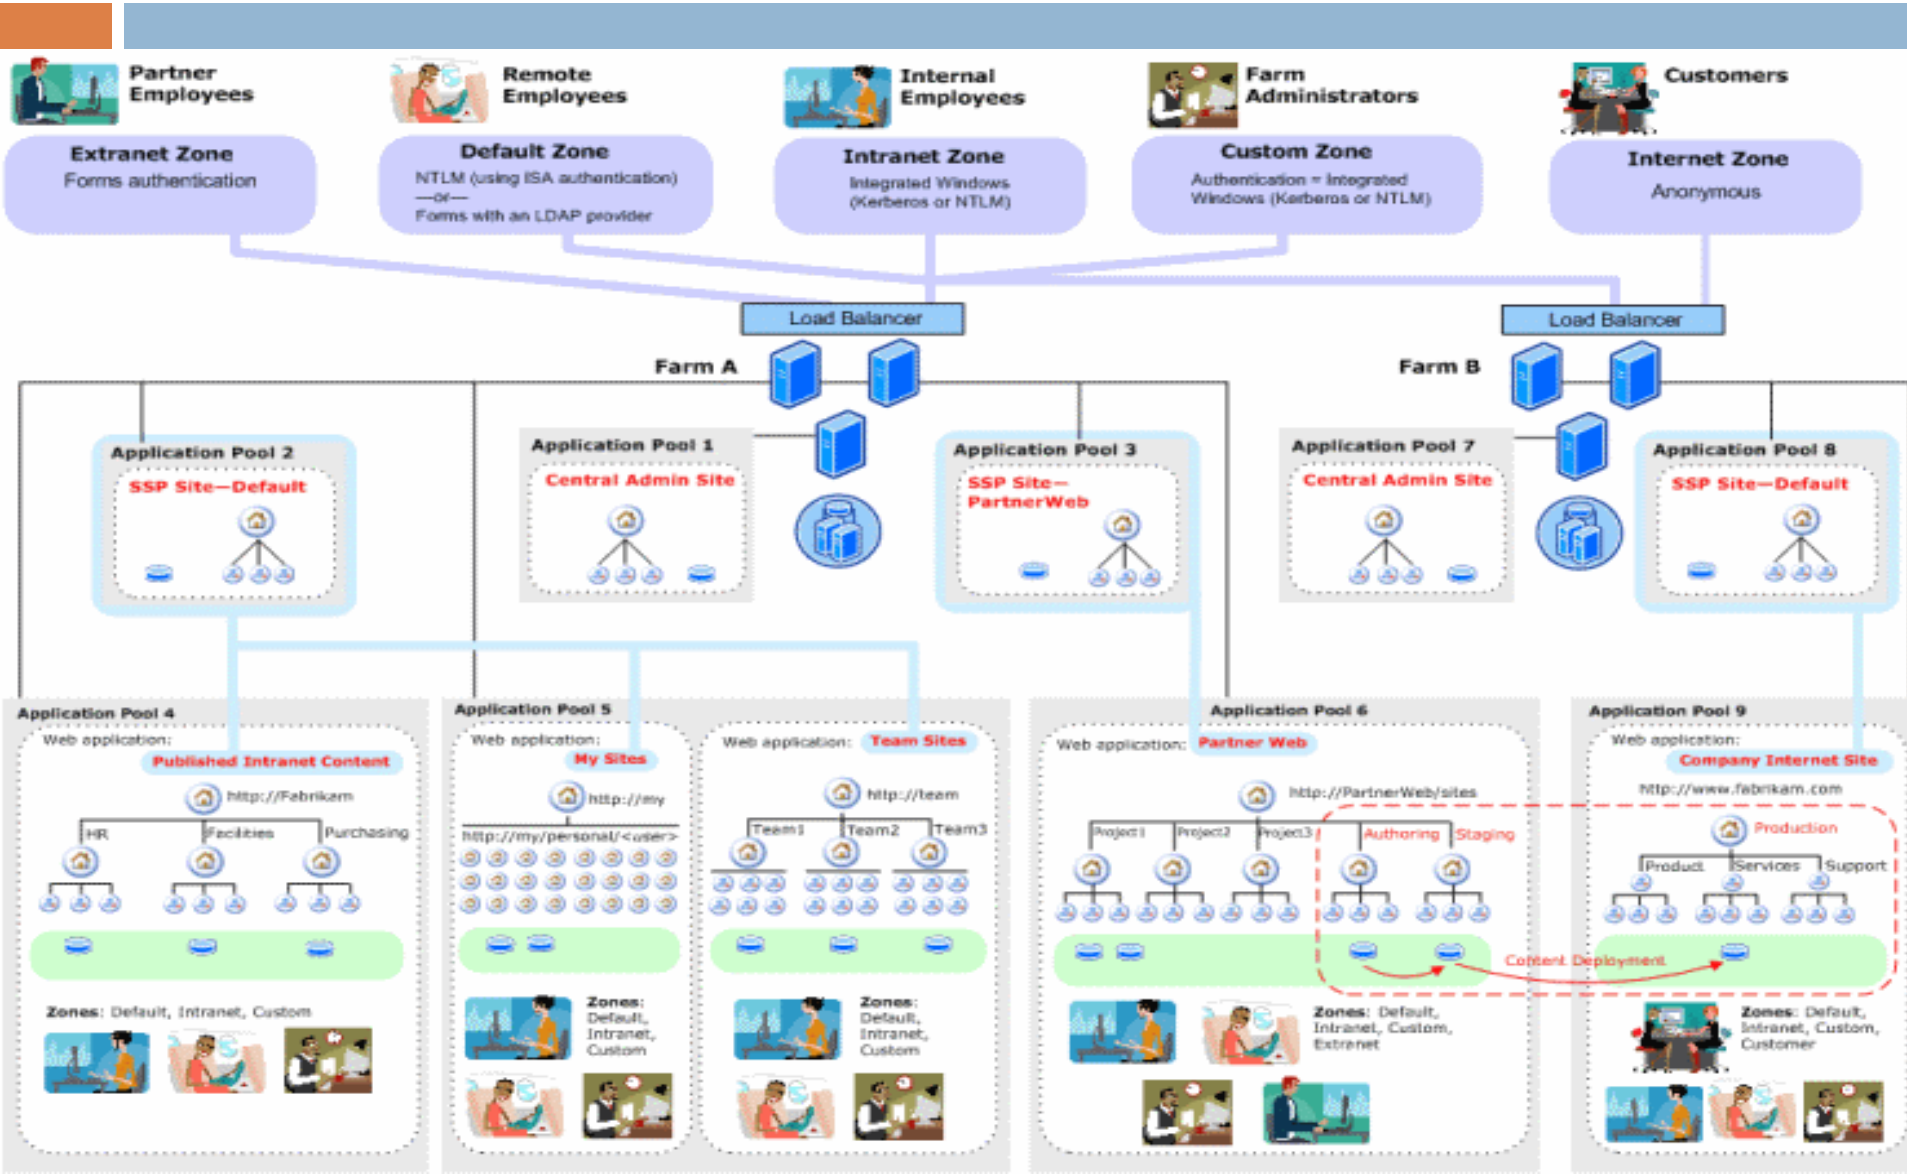 Partner
Employees
Remote
Employees
Internal
Employees
Farm
Administrators
Customers
Extranet Zone
Forms authentication
Default Zone
NTLM (using ISA authentication)
—or—
Forms with an LDAP provider
Intranet Zone
Integrated Windows
(Kerberos or NTLM)
Custom Zone
Authentication = Integrated
Windows (Kerberos or NTLM)
Internet Zone
Anonymous
Load Balancer
Load Balancer
Farm A
Farm B
Application Pool 2
SSP Site—Default
Application Pool 1
Central Admin Site
Application Pool 3
SSP Site—
PartnerWeb
Application Pool 7
Central Admin Site
Application Pool 8
SSP Site—Default
Application Pool 4
Web application:
Published Intranet Content
http://Fabrikam
HR
Facilities
Purchasing
Zones: Default, Intranet, Custom
Application Pool 5
Web application:
My Sites
http://my
http://my/personal/<user>
Zones:
Default,
Intranet,
Custom
Web application: Team Sites
http://team
Team1
Team2
Team3
Zones:
Default,
Intranet,
Custom
Application Pool 6
Web application: Partner Web
http://PartnerWeb/sites
Project1
Project2
Project3
Authoring
Staging
Content Deployment
Zones: Default,
Intranet, Custom,
Extranet
Application Pool 9
Web application:
Company Internet Site
http://www.fabrikam.com
Production
Product
Services
Support
Zones: Default,
Intranet, Custom,
Customer